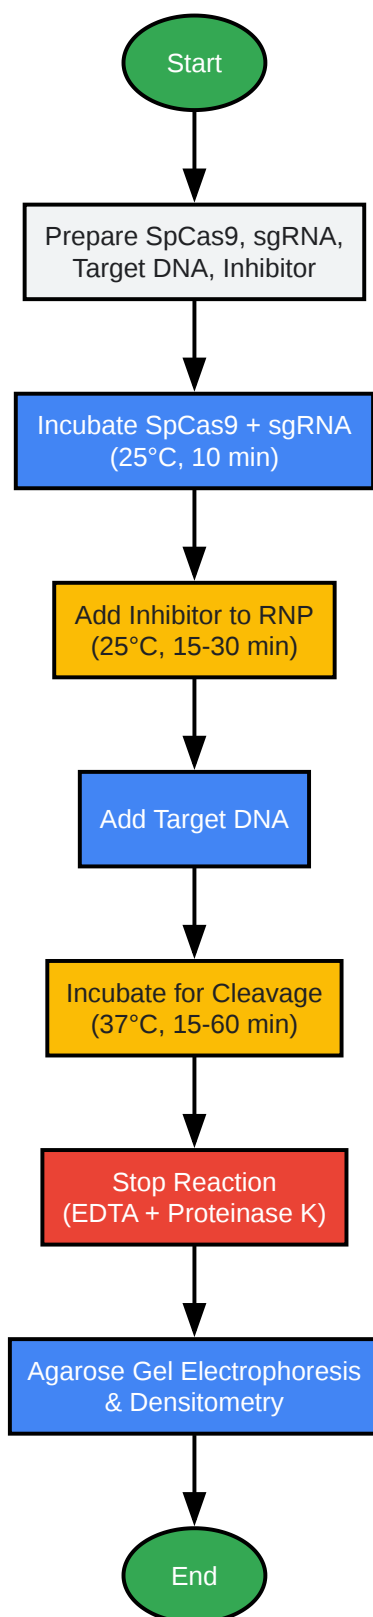 Start
Prepare SpCas9, sgRNA,
Target DNA, Inhibitor
Incubate SpCas9 + sgRNA
(25°C, 10 min)
Add Inhibitor to RNP
(25°C, 15-30 min)
Add Target DNA
Incubate for Cleavage
(37°C, 15-60 min)
Stop Reaction
(EDTA + Proteinase K)
Agarose Gel Electrophoresis
& Densitometry
End